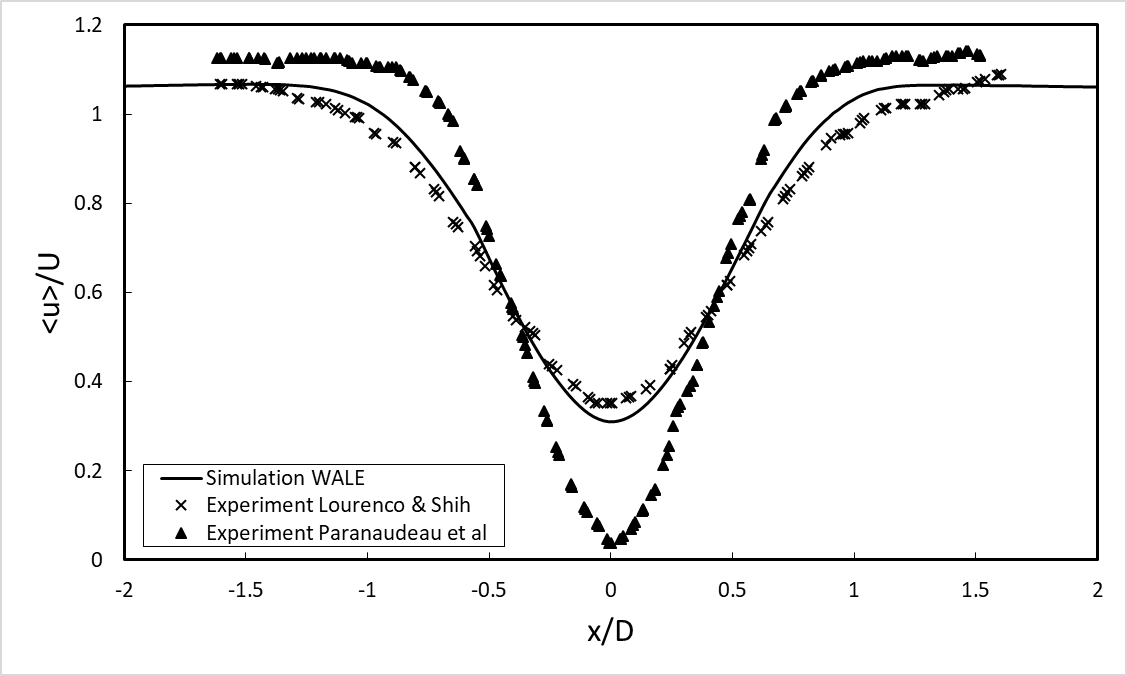 1.2
1
0.8
0.6
0.4
0.2
0
<u>/U
Simulation WALE
Experiment Lourenco & Shih
Experiment Paranaudeau et al
-2 -1.5 -1 -0.5 0 0.5 1 1.5 2
x/D